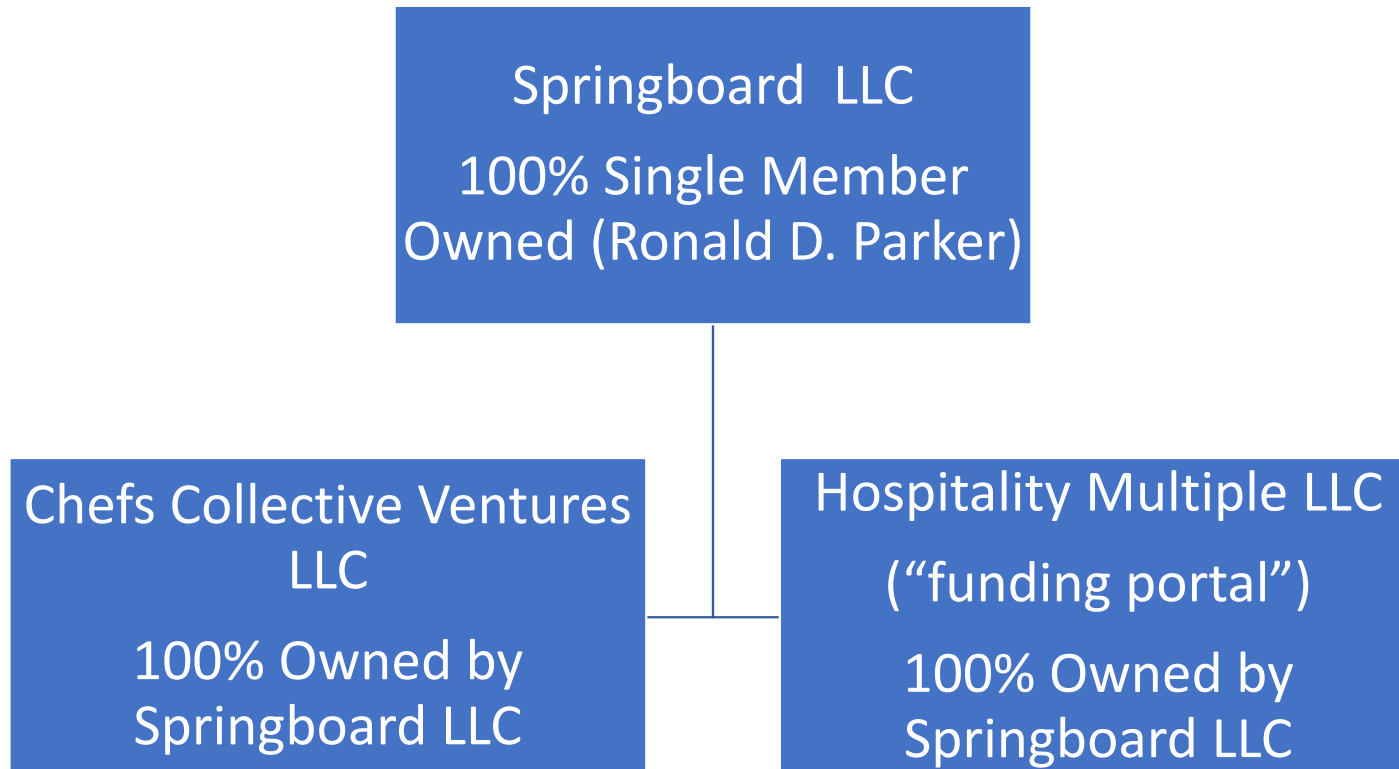 Springboard  LLC
100% Single Member
Owned (Ronald D. Parker)
Chefs Collective Ventures
LLC
100% Owned by
Springboard LLC
Hospitality Multiple LLC
(“funding portal”)
100% Owned by
Springboard LLC